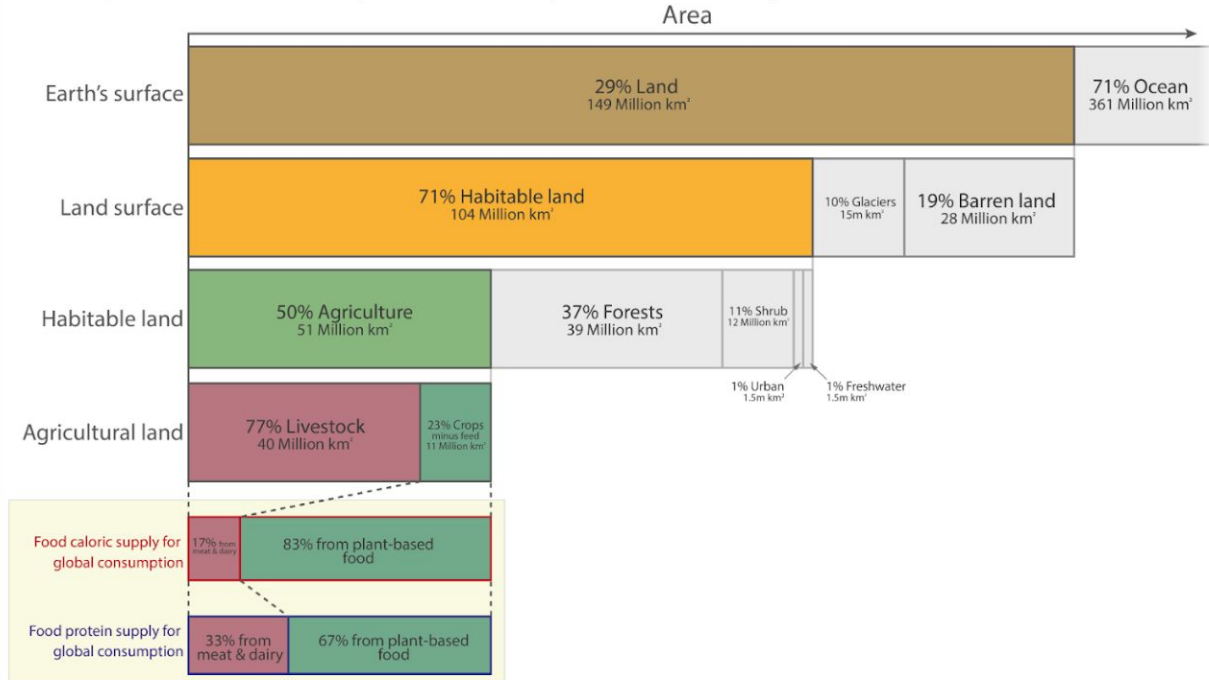 Area
Earth's surface
29% Land
149 Million km²
71% Ocean
361 Million km²
Land surface
71% Habitable land
104 Million km²
10% Glaciers
15m km²
19% Barren land
28 Million km²
Habitable land
50% Agriculture
51 Million km²
37% Forests
39 Million km²
11% Shrub
12 Million km²
1% Urban
1.5m km²
1% Freshwater
1.5m km²
Agricultural land
77% Livestock
40 Million km²
23% Crops
minus feed
11 Million km²
Food caloric supply for
global consumption
17% from
meat & dairy
83% from plant-based
food
Food protein supply for
global consumption
33% from
meat & dairy
67% from plant-based
food